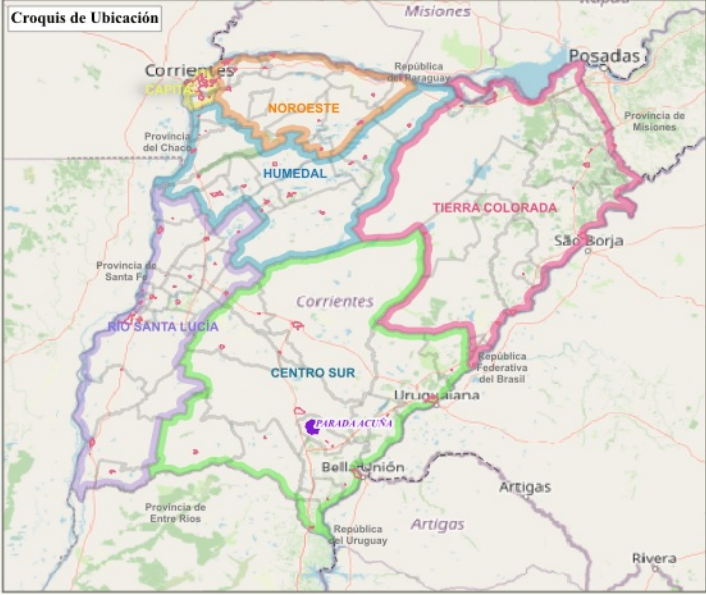 Croquis de Ubicación
Misiones
Posadas
Corrientes
República
del Paraguay
CAPITAL
NOROESTE
Provincia de
Misiones
Provincia
del Chaco
HUMEDAL
TIERRA COLORADA
São Borja
Provincia de
Santa Fe
Corrientes
RÍO SANTA LUCÍA
República
Federativa
del Brasil
CENTRO SUR
Uruguaiana
PARADA ACUÑA
Bella Unión
Artigas
Provincia de
Entre Ríos
República
del Uruguay
Artigas
Rivera